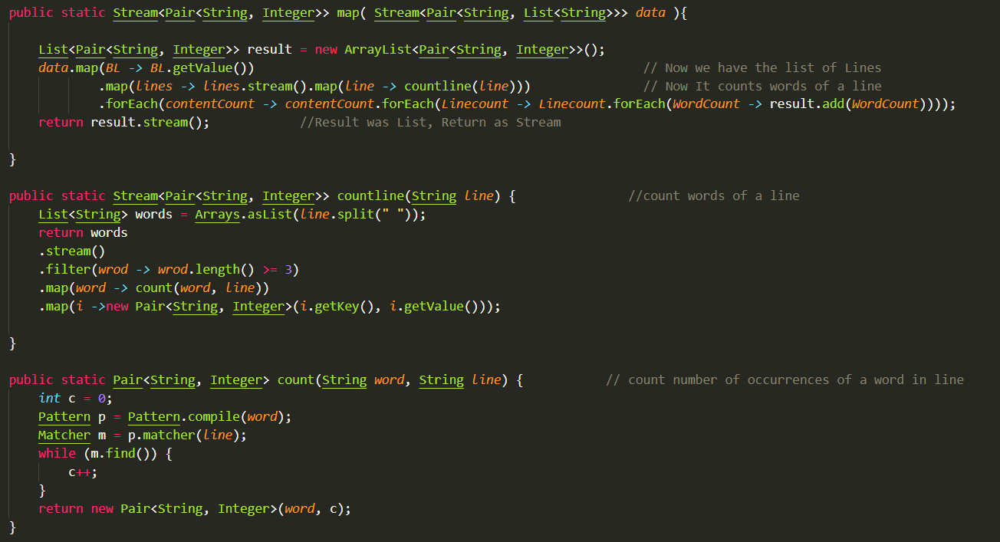 public static Stream<Pair<String, Integer>> map( Stream<Pair<String, List<String>>> data ){
List<Pair<String, Integer>> result = new ArrayList<Pair<String, Integer>>();
data.map(BL -> BL.getValue()) // Now we have the list of Lines
.map(lines -> lines.stream().map(line -> countline(line))) // Now It counts words of a line
.forEach(contentCount -> contentCount.forEach(Linecount -> Linecount.forEach(WordCount -> result.add(WordCount))));
return result.stream(); //Result was List, Return as Stream
}
public static Stream<Pair<String, Integer>> countline(String line) { //count words of a line
List<String> words = Arrays.asList(line.split(" "));
return words
.stream()
.filter(wrod -> wrod.length() >= 3)
.map(word -> count(word, line))
.map(i ->new Pair<String, Integer>(i.getKey(), i.getValue()));
}
public static Pair<String, Integer> count(String word, String line) { // count number of occurrences of a word in line
int c = 0;
Pattern p = Pattern.compile(word);
Matcher m = p.matcher(line);
while (m.find()) {
c++;
}
return new Pair<String, Integer>(word, c);
}